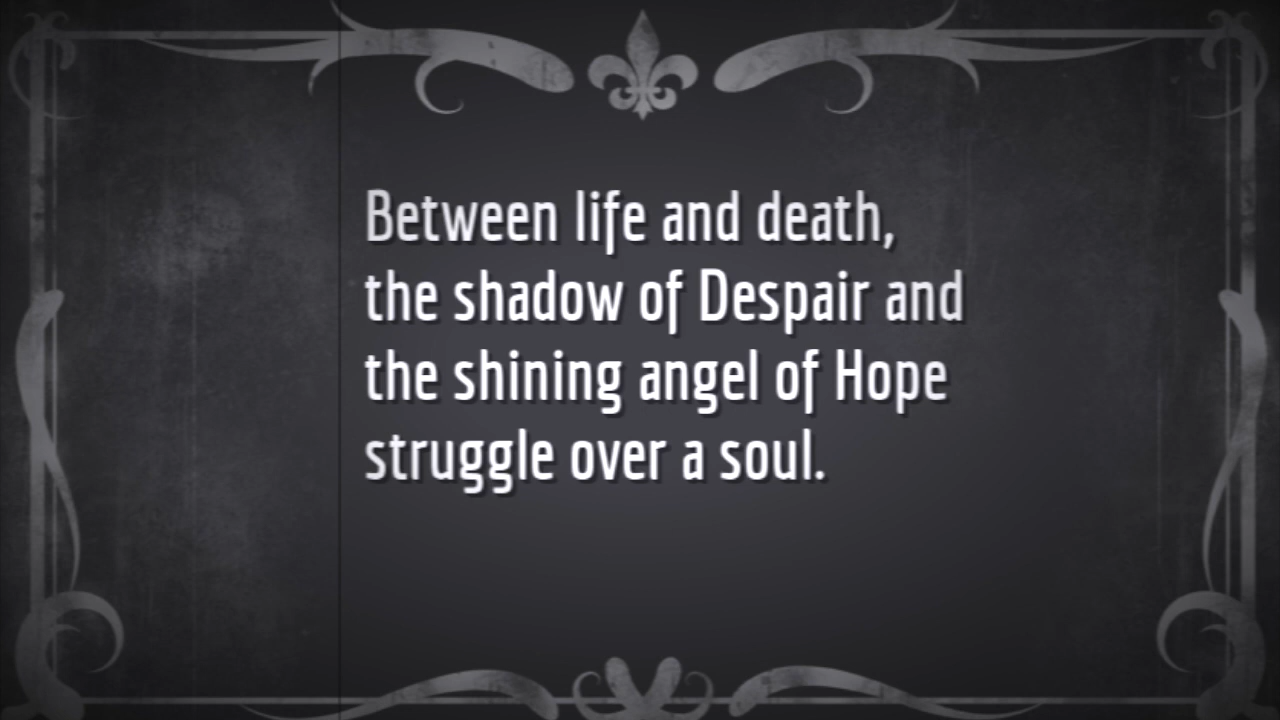 Between life and death,
the shadow of Despair and
the shining angel of Hope
struggle over a soul.